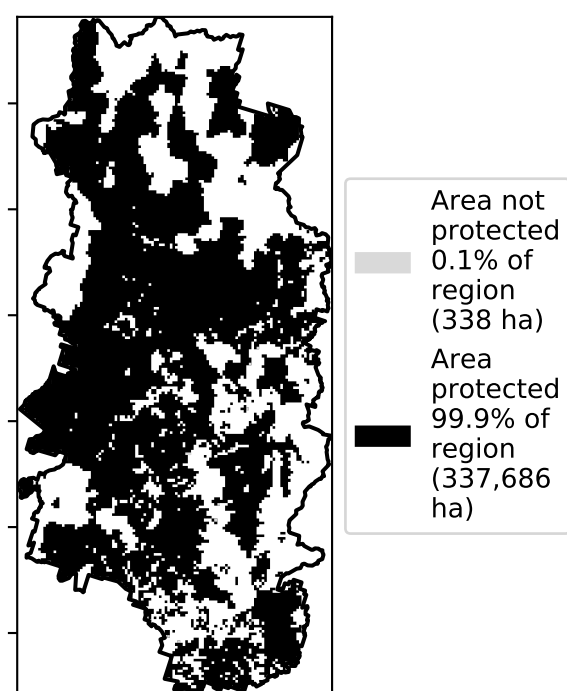 Area not
protected
0.1% of
region
(338 ha)
Area
protected
99.9% of
region
(337,686
ha)